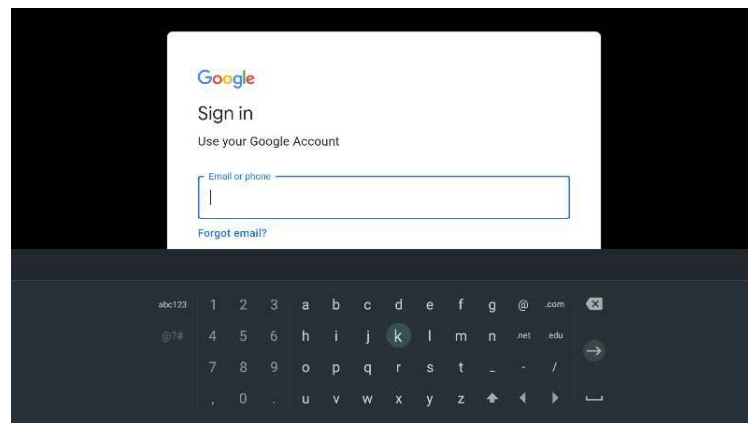 Google
Sign in
Use your Google Account
Email or phone
Forgot email?
abc123 1 2 3 a b c d e f g @ .com
@?# 4 5 6 h i j k l m n .net .edu
7 8 9 o p q r s t _ - /
, 0 . u v w x y z